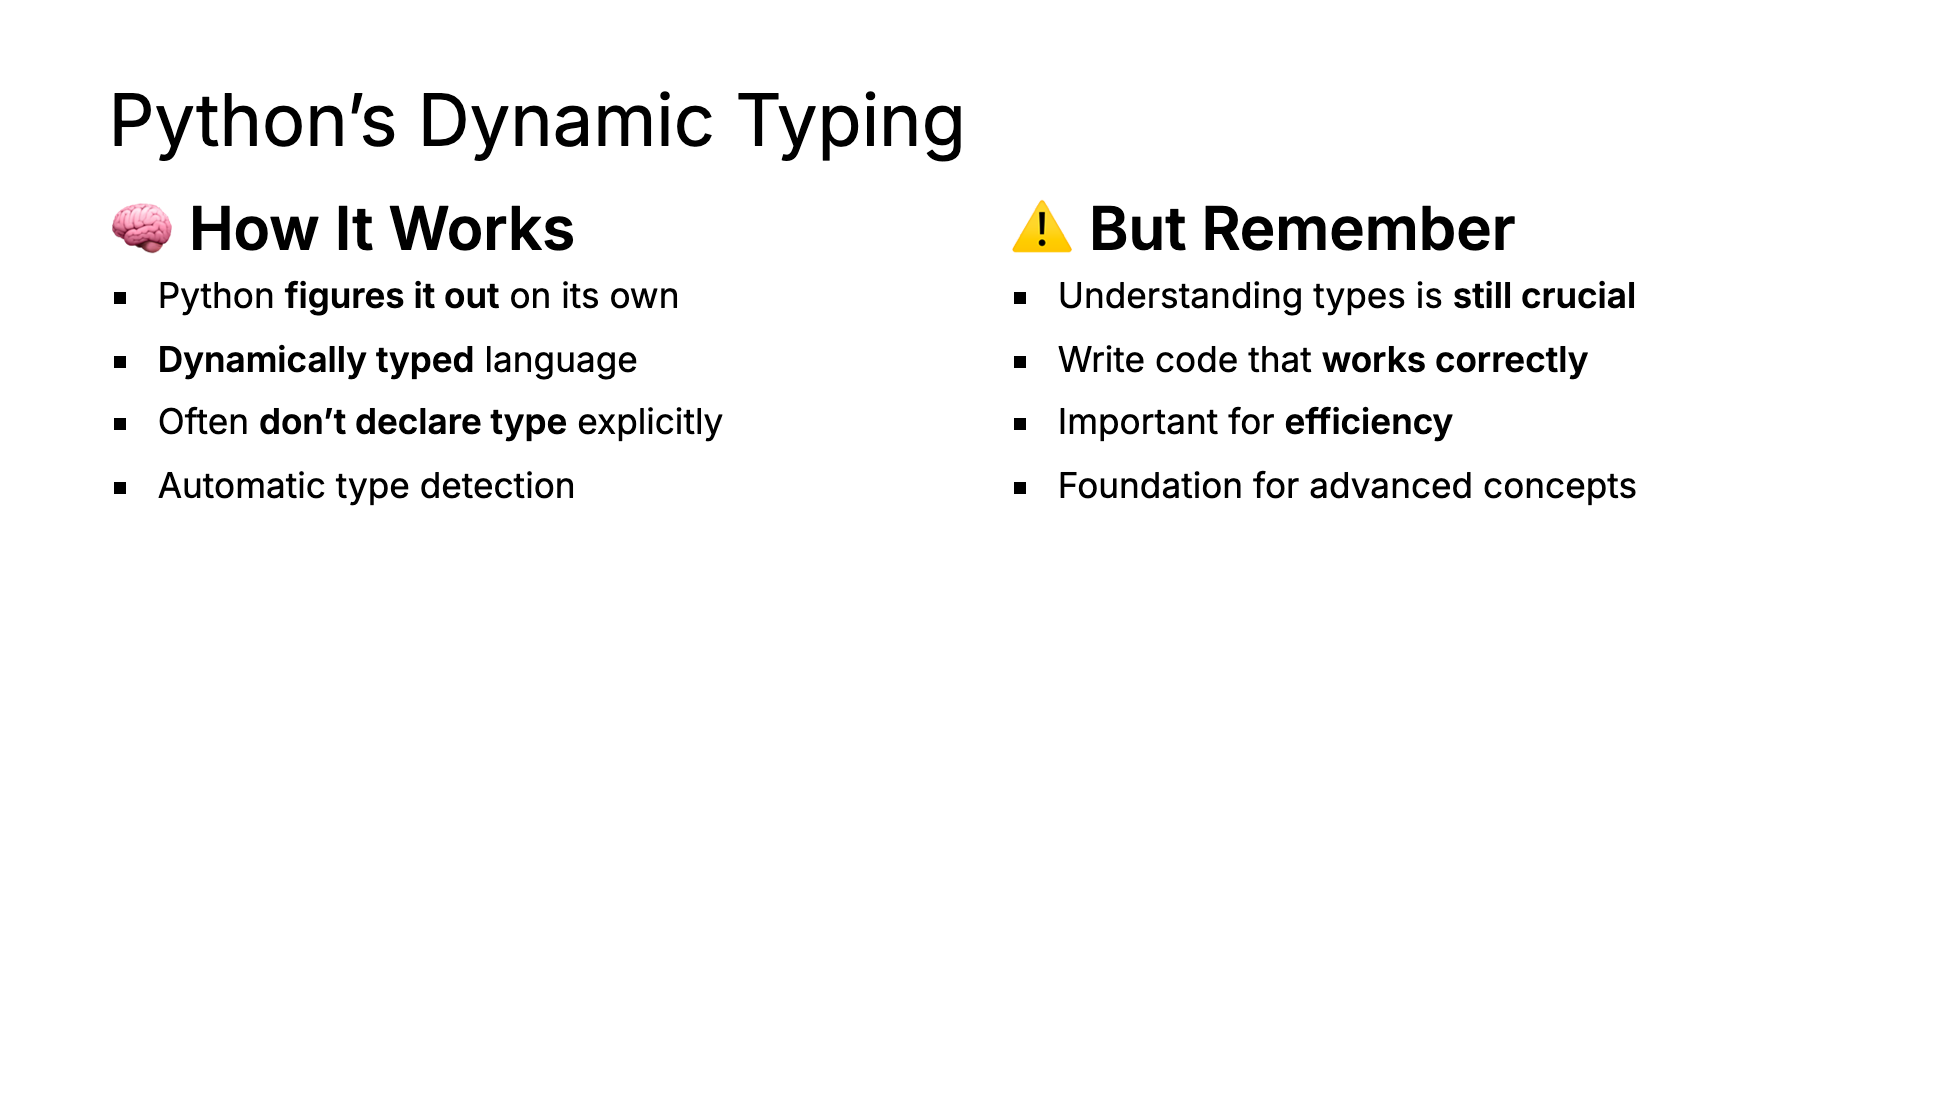 Python’s Dynamic Typing
🧠 How It Works
▪ Python figures it out on its own
▪ Dynamically typed language
▪ Often don’t declare type explicitly
▪ Automatic type detection
⚠️ But Remember
▪ Understanding types is still crucial
▪ Write code that works correctly
▪ Important for efficiency
▪ Foundation for advanced concepts